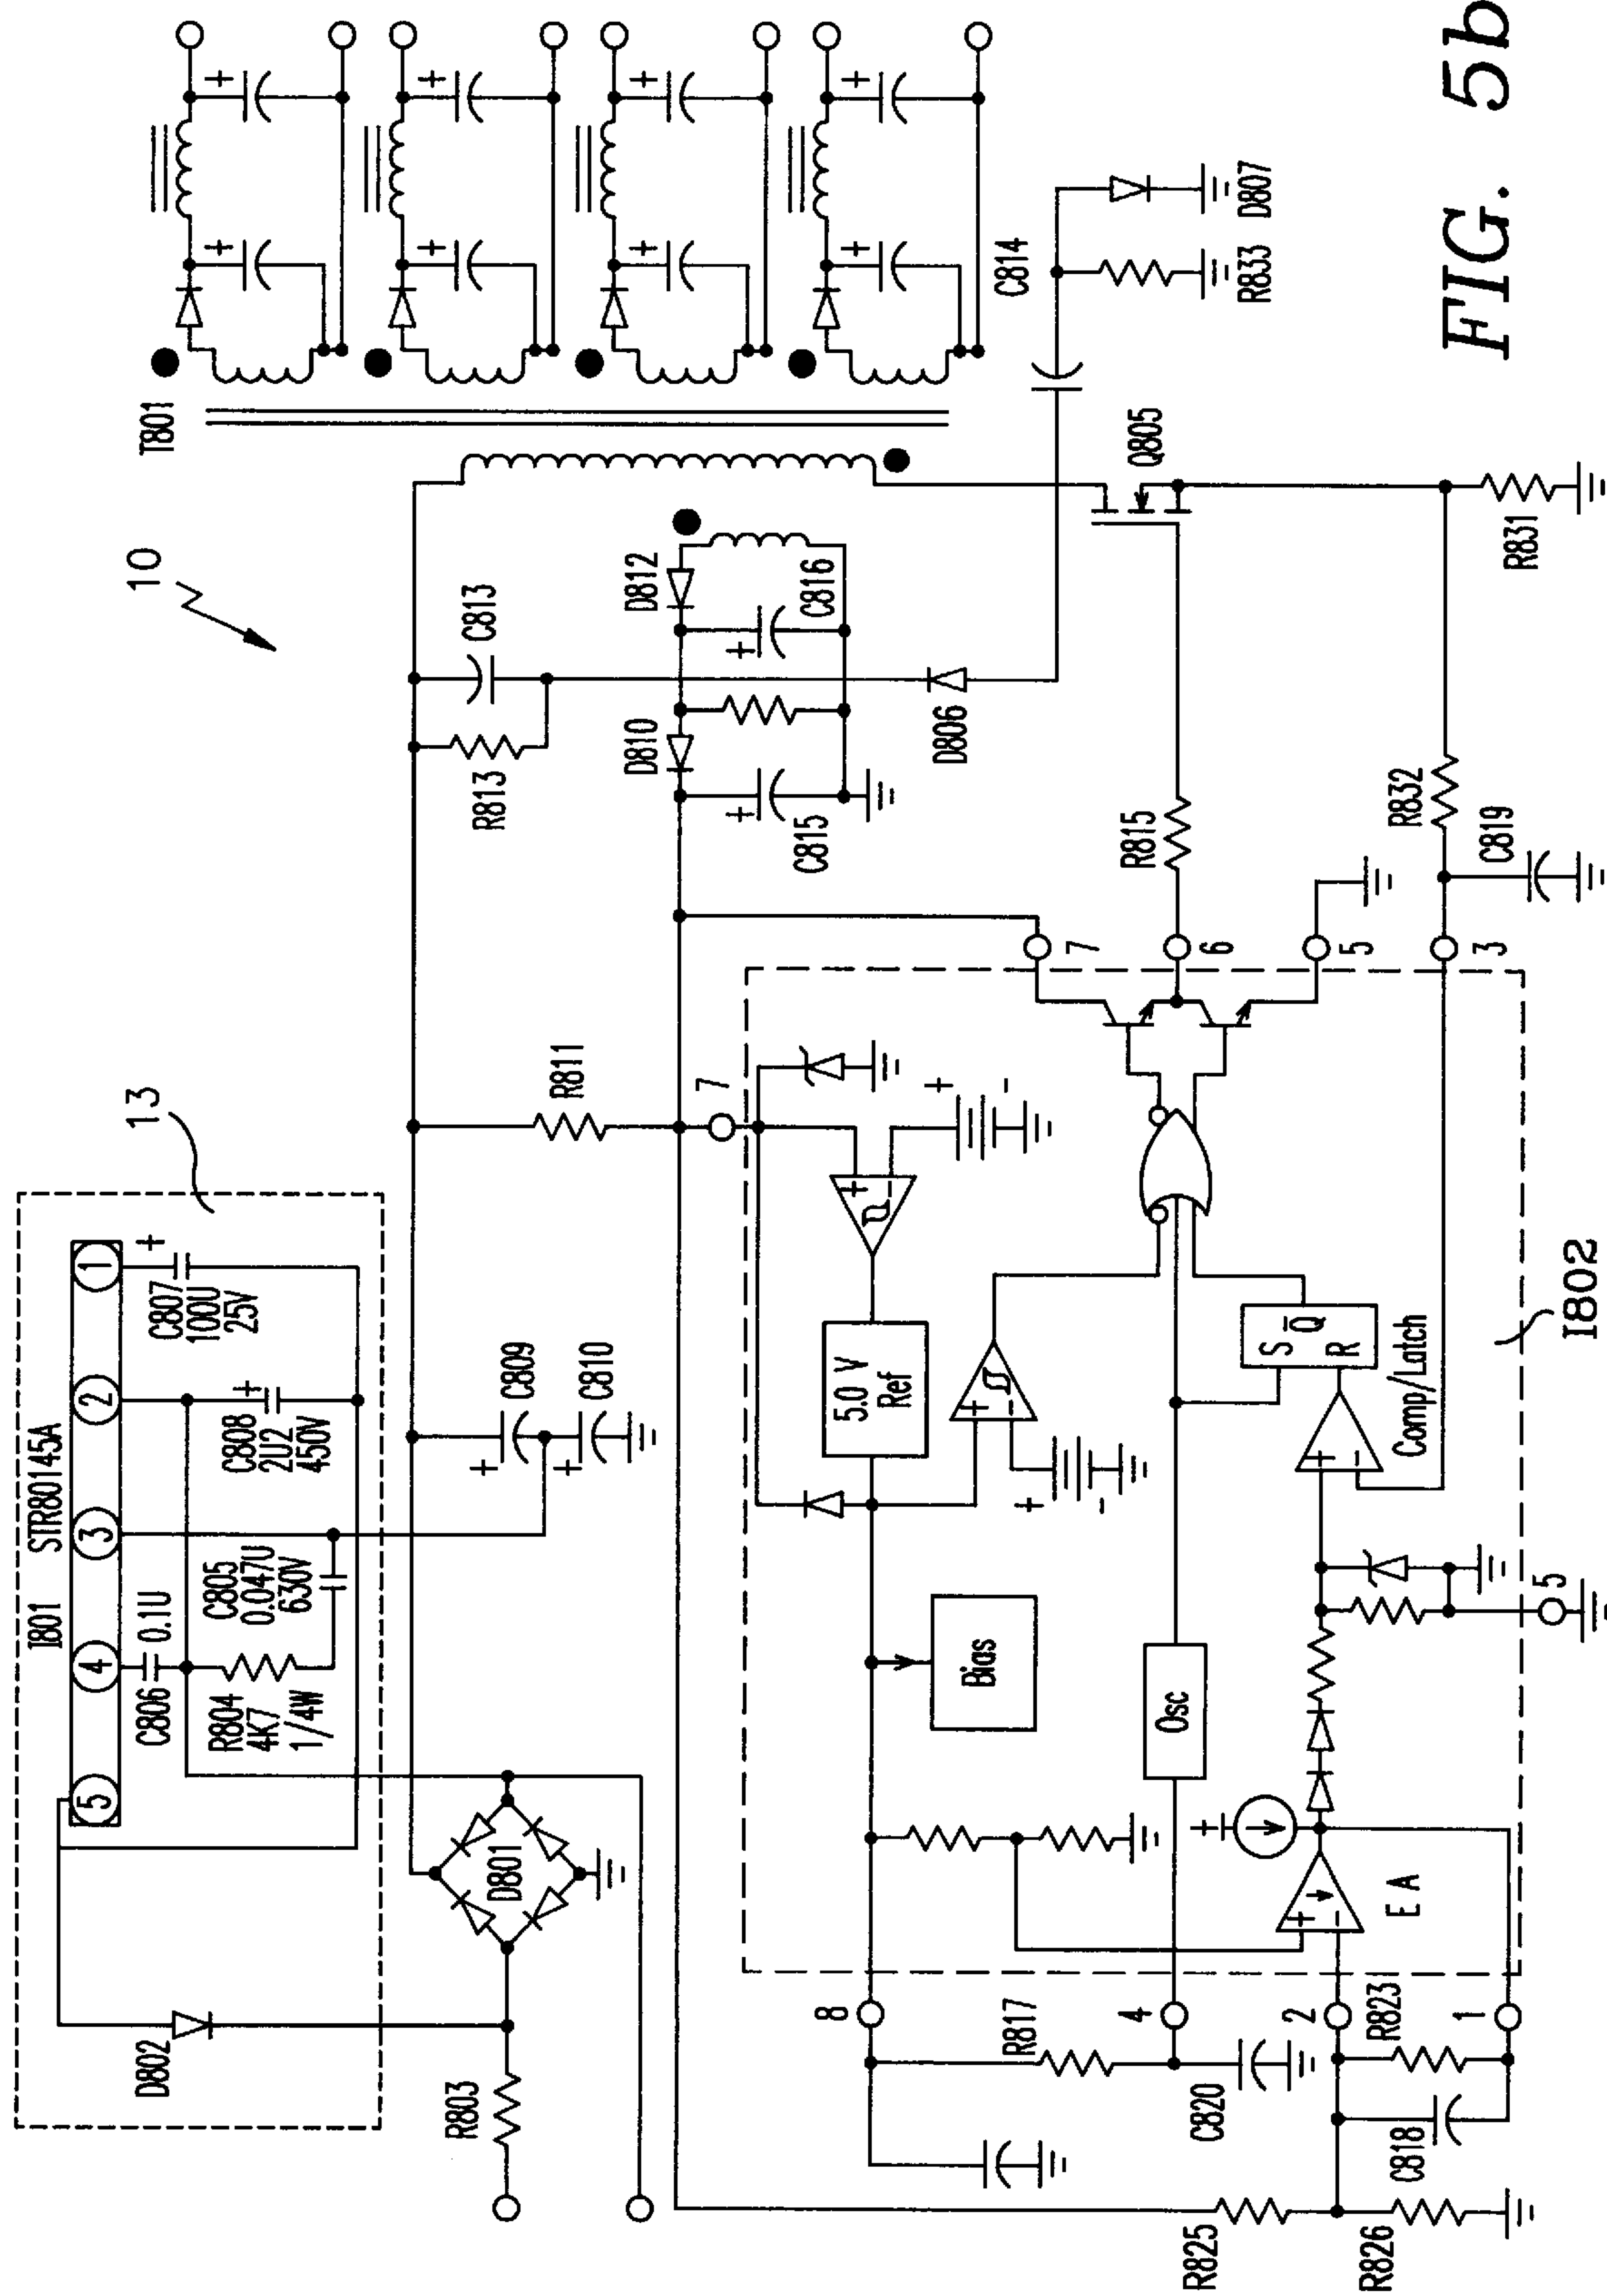 10
13
I801 STR80145A
5
4
3
2
1
C806 0.1U
C805
0.047U
630V
R804
4K7
1/4W
C808
2U2
450V
+
C807
100U
25V
+
D802
R803
D801
C809
+
C810
+
R811
R813
C813
D810
D812
C815
+
C816
+
D806
T801
+
+
+
+
+
+
+
+
C814
R833
D807
Q805
R815
R831
R832
C819
7
7
6
5
3
+
-
+
-
5.0 V
Ref
+
-
+
-
Bias
Osc
S
Q
R
Comp/Latch
+
-
5
+
+
-
E A
8
4
2
1
R817
C820
R823
C818
R825
R826
I802
FIG. 5b